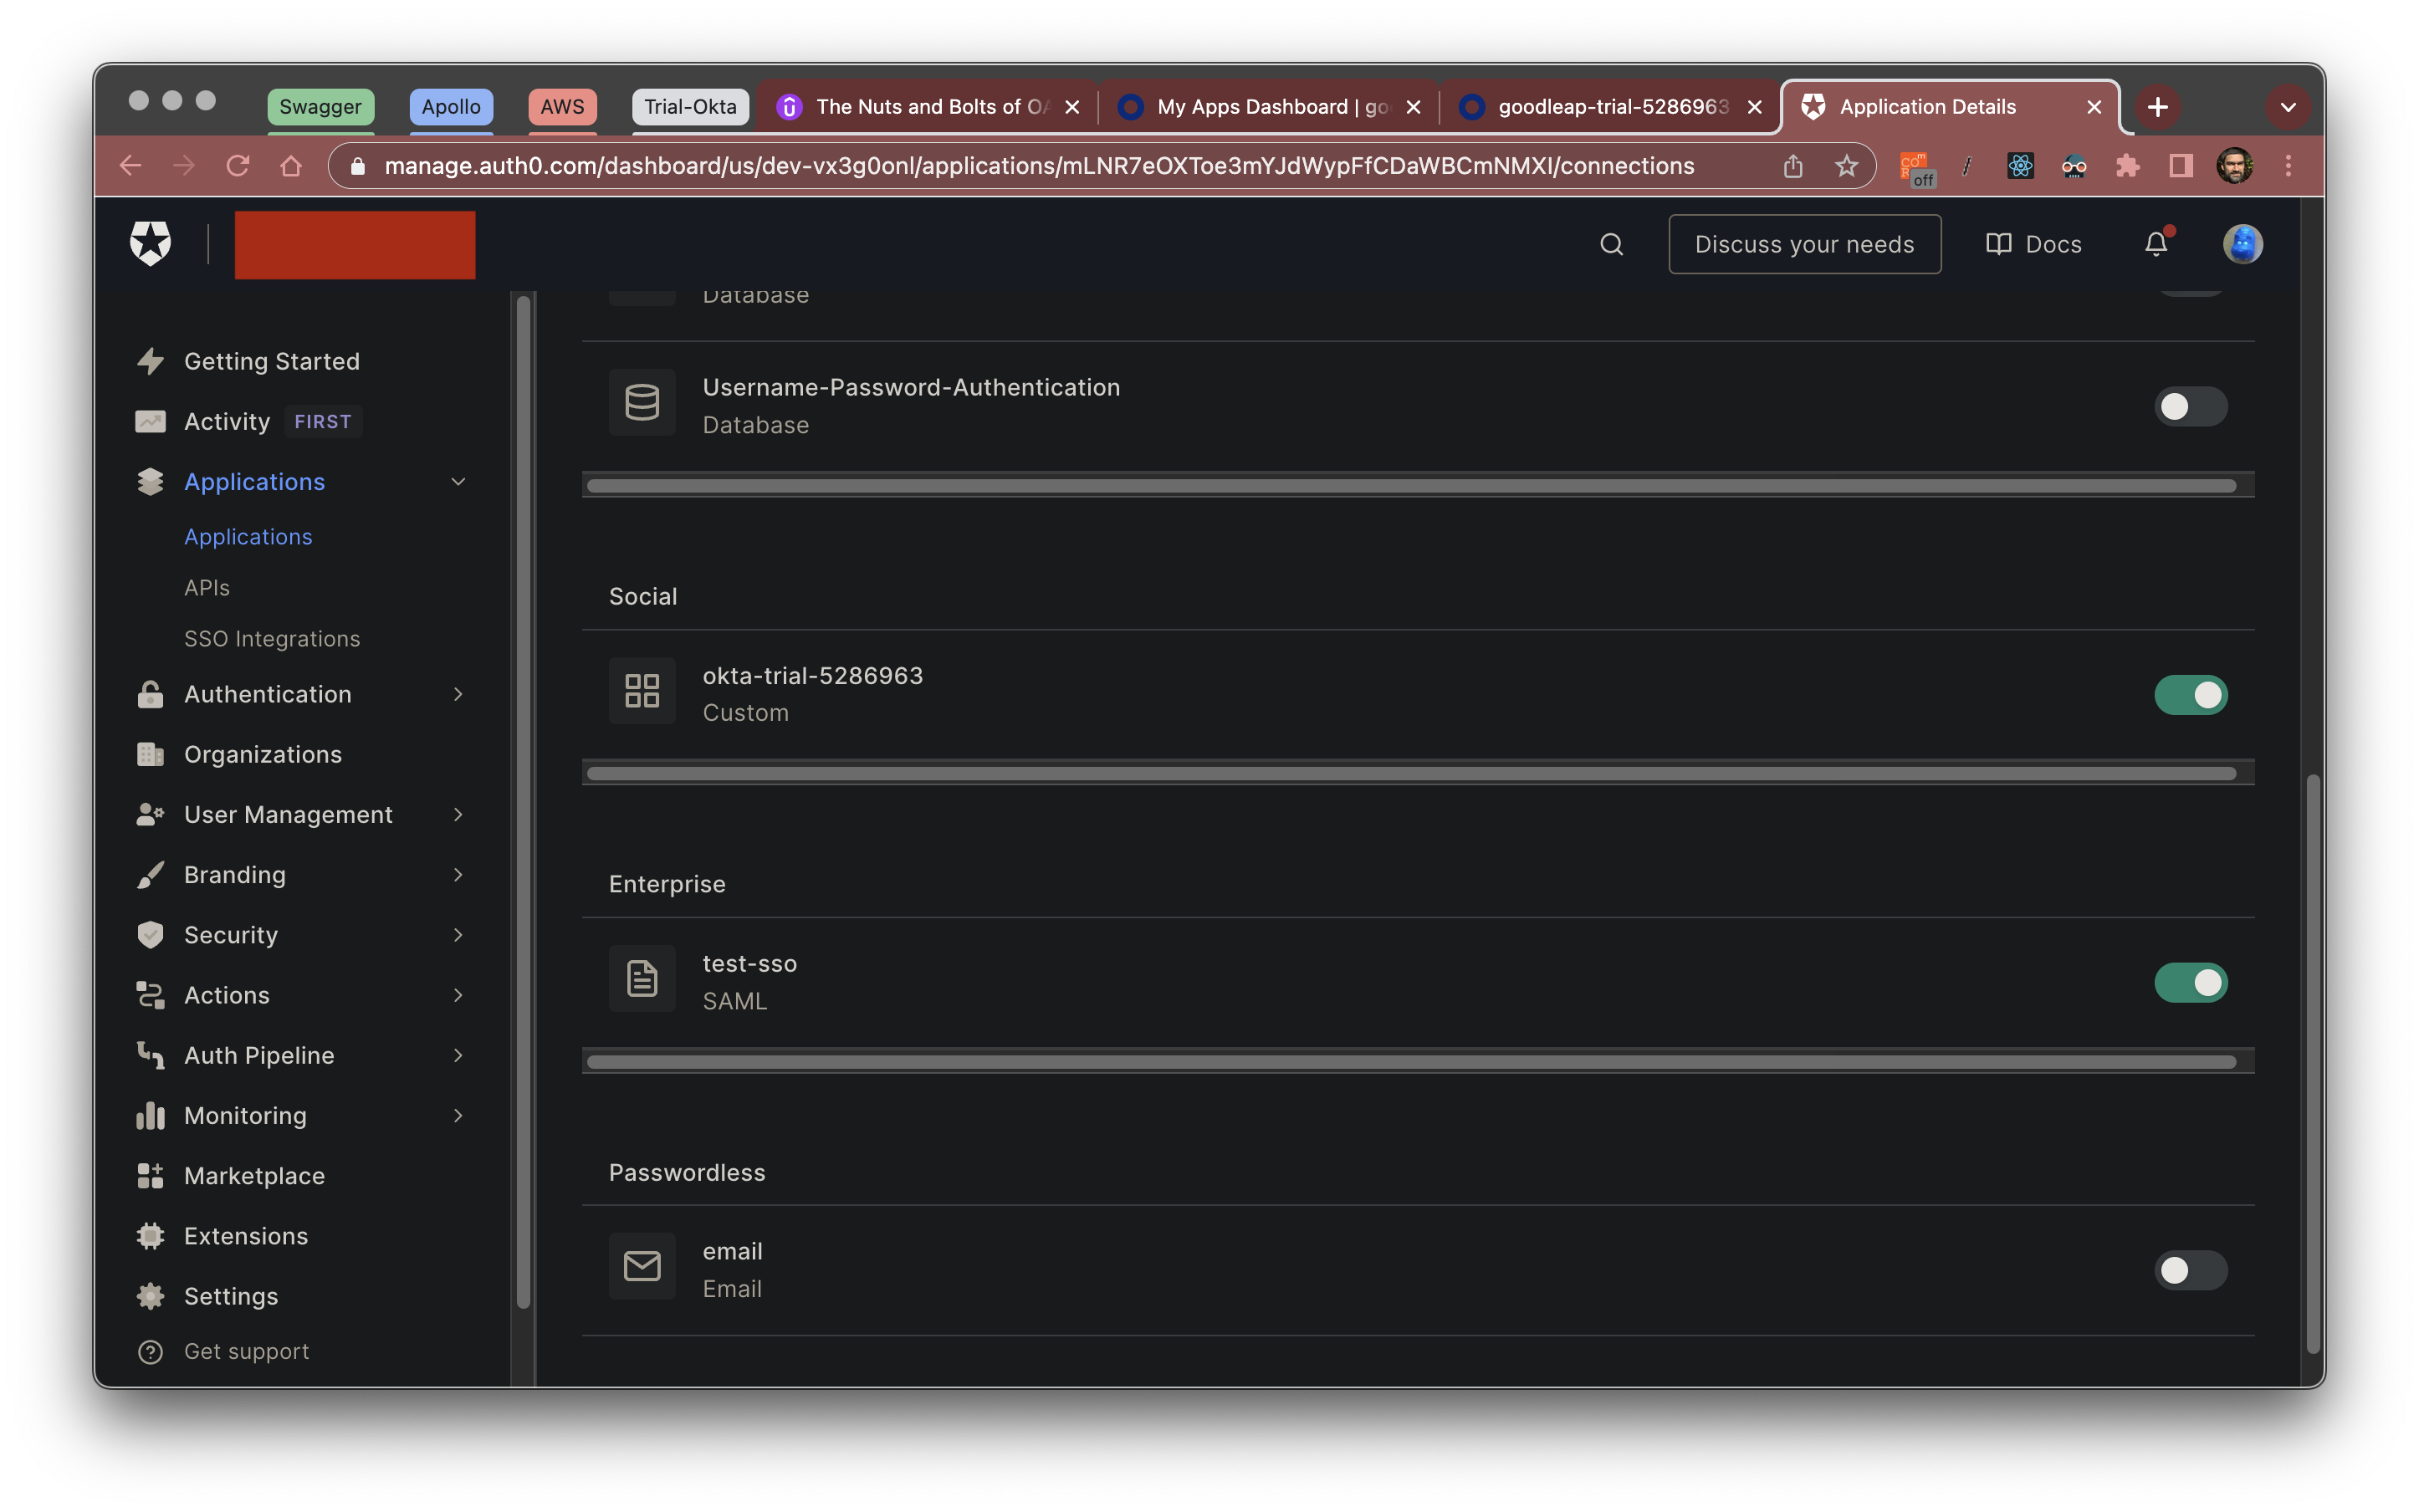 Swagger
Apollo
AWS
Trial-Okta
The Nuts and Bolts of OA
My Apps Dashboard | go
goodleap-trial-5286963
Application Details
manage.auth0.com/dashboard/us/dev-vx3g0onl/applications/mLNR7eOXToe3mYJdWypFfCDaWBCmNMXI/connections
off
Discuss your needs
Docs
Getting Started
Activity FIRST
Applications
Applications
APIs
SSO Integrations
Authentication
Organizations
User Management
Branding
Security
Actions
Auth Pipeline
Monitoring
Marketplace
Extensions
Settings
Get support
Database
Username-Password-Authentication
Database
Social
okta-trial-5286963
Custom
Enterprise
test-sso
SAML
Passwordless
email
Email